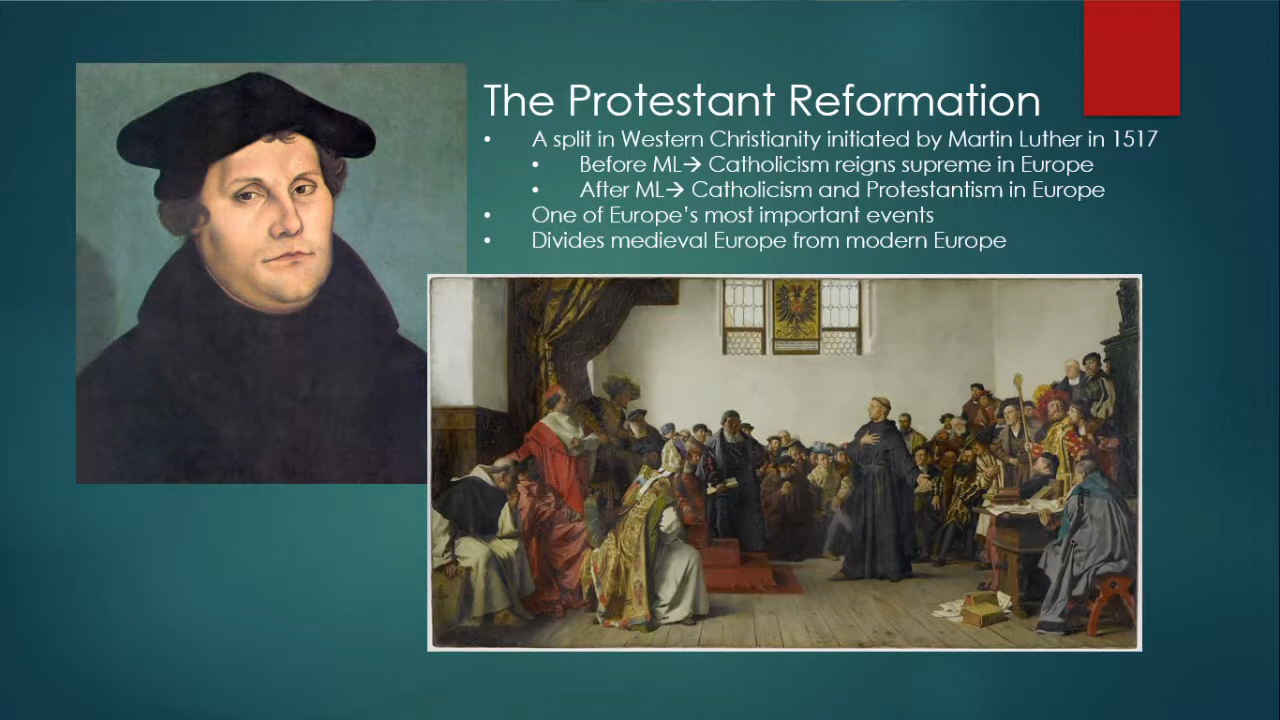 The Protestant Reformation
• A split in Western Christianity initiated by Martin Luther in 1517
• Before ML→ Catholicism reigns supreme in Europe
• After ML→ Catholicism and Protestantism in Europe
• One of Europe's most important events
• Divides medieval Europe from modern Europe